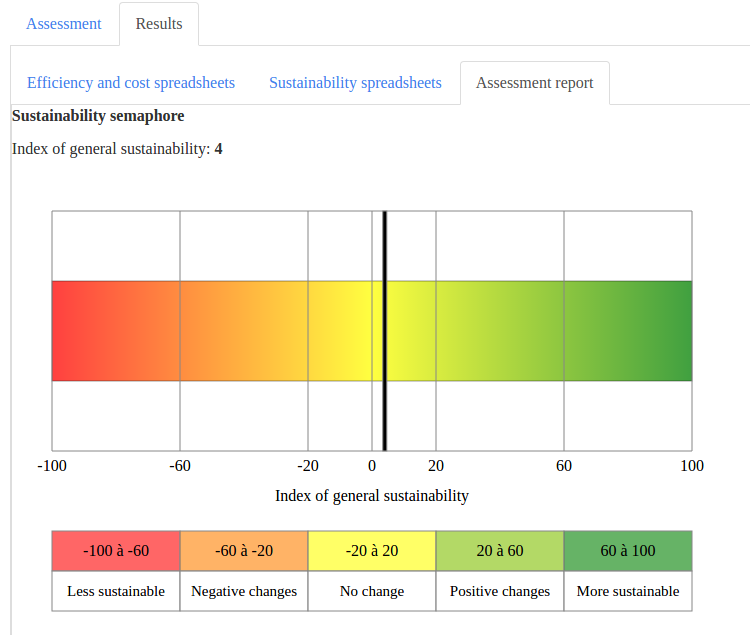 Assessment Results
Efficiency and cost spreadsheets Sustainability spreadsheets Assessment report
Sustainability semaphore
Index of general sustainability: 4
-100 -60 -20 0 20 60 100
Index of general sustainability
-100 à -60 -60 à -20 -20 à 20 20 à 60 60 à 100
Less sustainable Negative changes No change Positive changes More sustainable